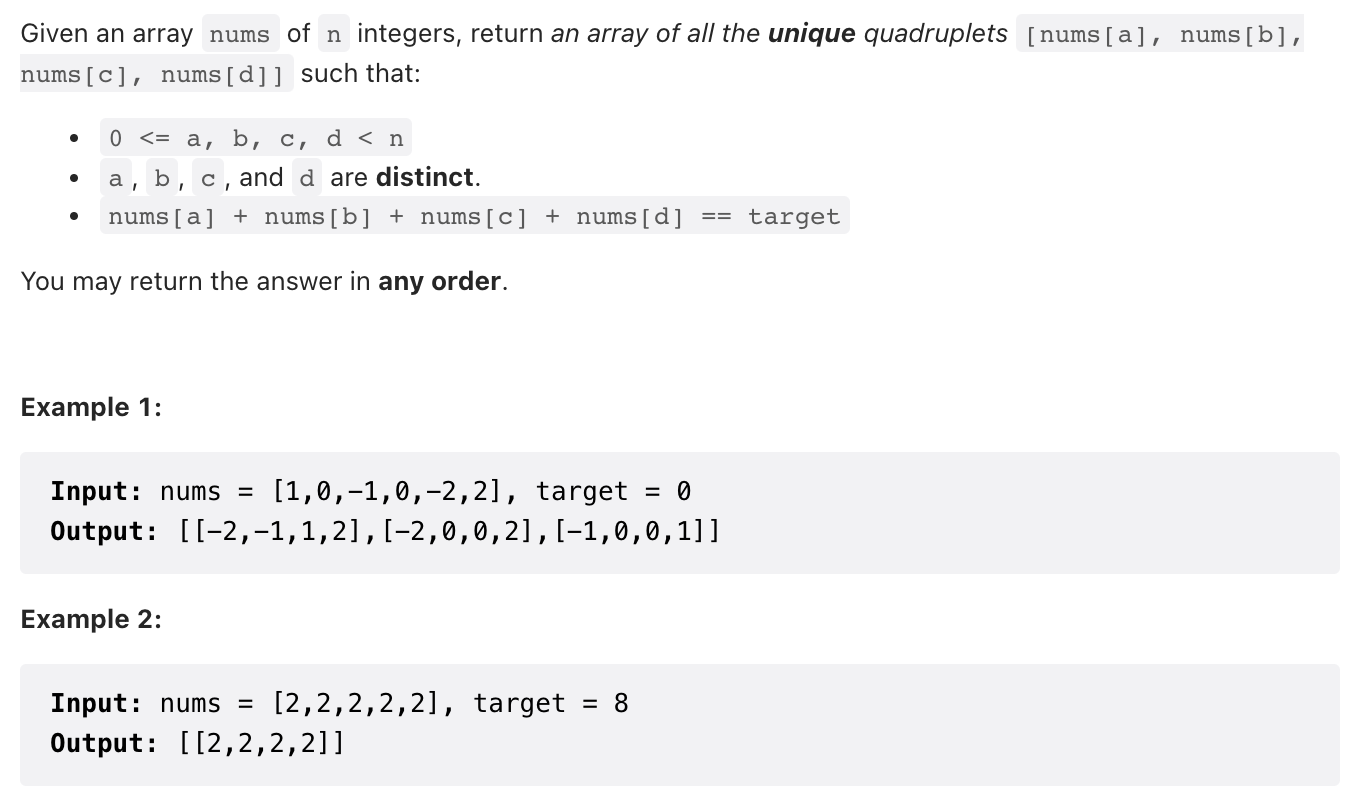 Given an array nums of n integers, return an array of all the unique quadruplets [nums[a], nums[b],
nums[c], nums[d]] such that:
• 0 <= a, b, c, d < n
• a, b, c, and d are distinct.
• nums[a] + nums[b] + nums[c] + nums[d] == target
You may return the answer in any order.
Example 1:
Input: nums = [1,0,-1,0,-2,2], target = 0
Output: [[-2,-1,1,2],[-2,0,0,2],[-1,0,0,1]]
Example 2:
Input: nums = [2,2,2,2,2], target = 8
Output: [[2,2,2,2]]